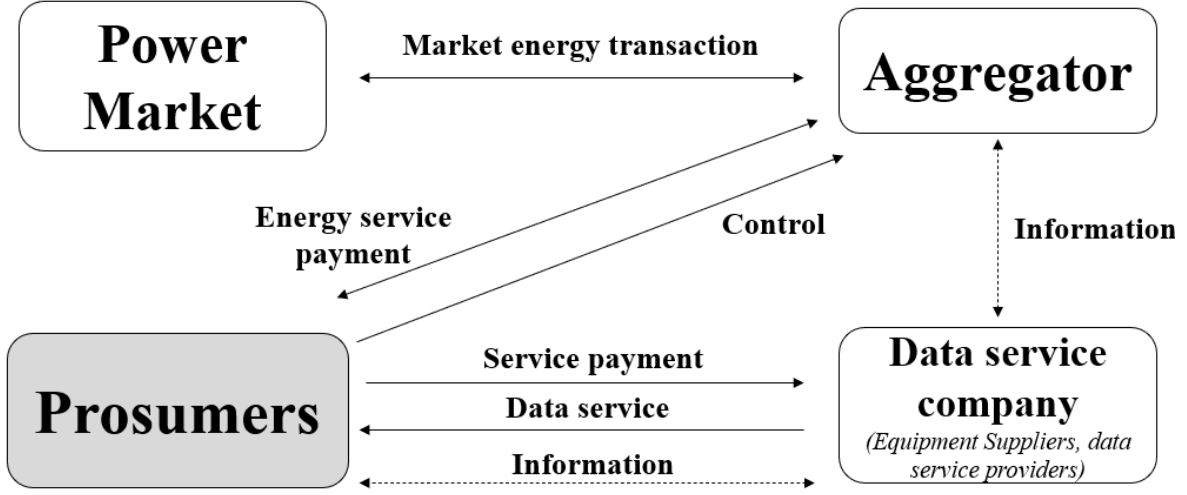 Power
Market
Market energy transaction
Aggregator
Energy service
payment
Control
Information
Prosumers
Service payment
Data service
Information
Data service
company
(Equipment Suppliers, data
service providers)